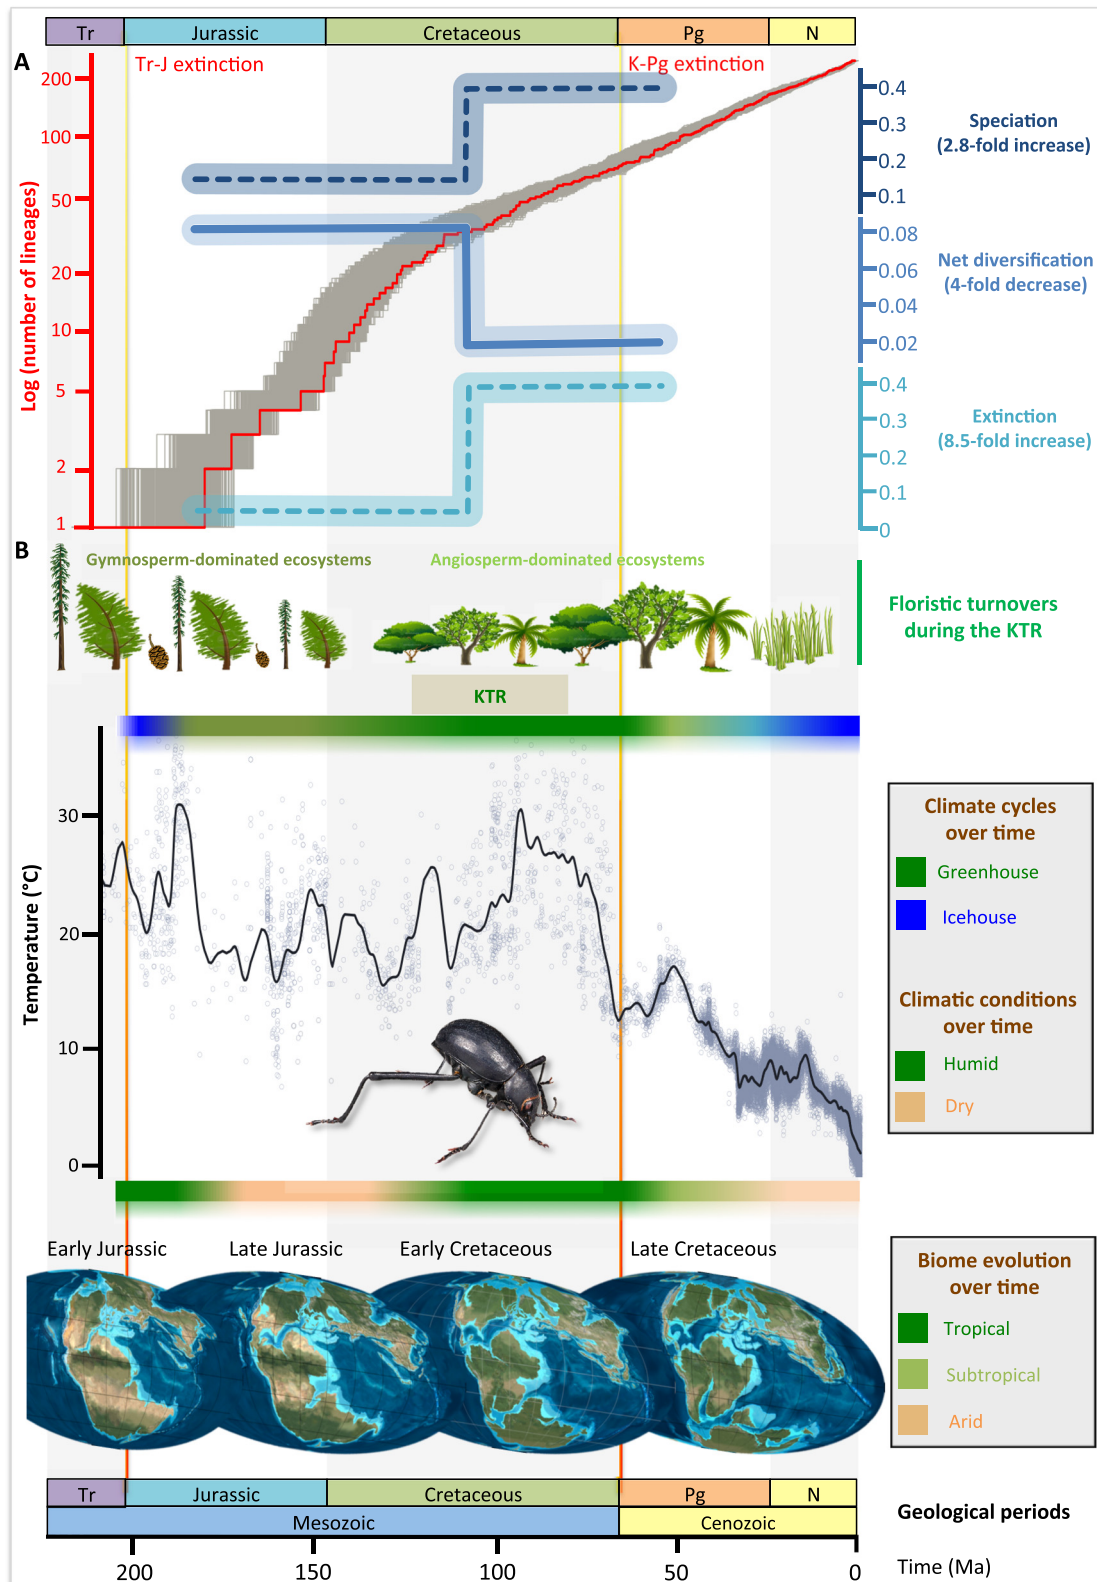 Tr Jurassic Cretaceous Pg N
A
Tr-J extinction
K-Pg extinction
Log (number of lineages)
200
100
50
20
10
5
2
1
0.4
0.3
0.2
0.1
Speciation
(2.8-fold increase)
0.08
0.06
0.04
0.02
Net diversification
(4-fold decrease)
0.4
0.3
0.2
0.1
0
Extinction
(8.5-fold increase)
B
Gymnosperm-dominated ecosystems
Angiosperm-dominated ecosystems
Floristic turnovers
during the KTR
KTR
Temperature (°C)
30
20
10
0
Climate cycles
over time
Greenhouse
Icehouse
Climatic conditions
over time
Humid
Dry
Early Jurassic
Late Jurassic
Early Cretaceous
Late Cretaceous
Biome evolution
over time
Tropical
Subtropical
Arid
Tr Jurassic Cretaceous Pg N
Mesozoic Cenozoic
Geological periods
200 150 100 50 0
Time (Ma)